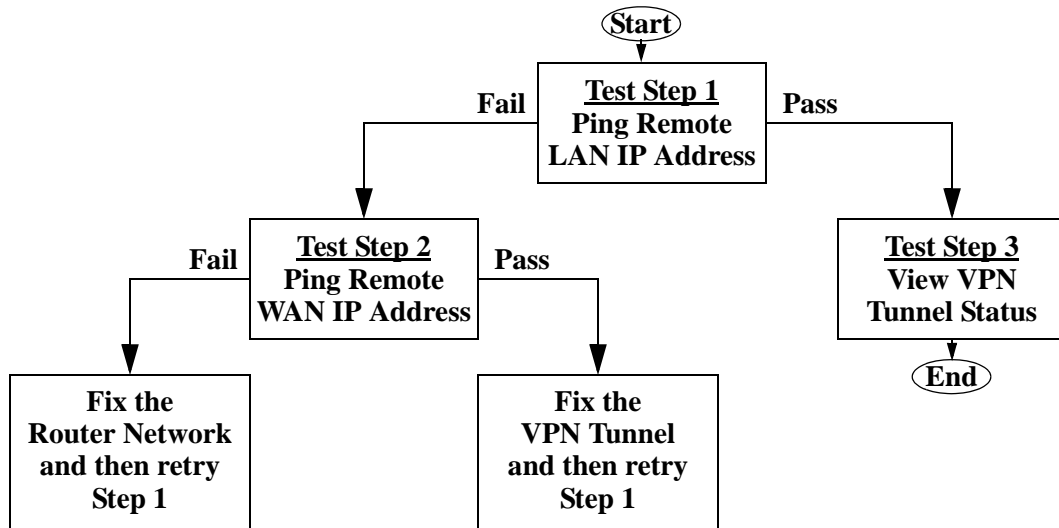 Start
Fail
Test Step 1
Ping Remote
LAN IP Address
Pass
Fail
Test Step 2
Ping Remote
WAN IP Address
Pass
Test Step 3
View VPN
Tunnel Status
End
Fix the
Router Network
and then retry
Step 1
Fix the
VPN Tunnel
and then retry
Step 1